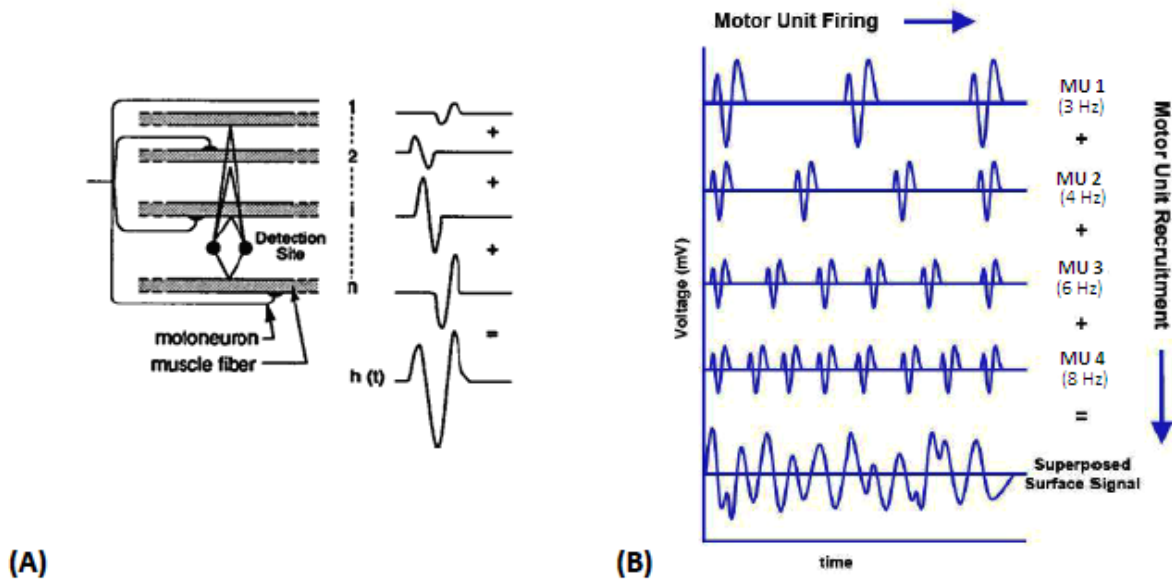 1
2
i
n
Detection
Site
motoneuron
muscle fiber
h (t)
+
+
+
=
(A)
Motor Unit Firing
Voltage (mV)
MU 1
(3 Hz)
+
MU 2
(4 Hz)
+
MU 3
(6 Hz)
+
MU 4
(8 Hz)
=
Superposed
Surface Signal
Motor Unit Recruitment
time
(B)